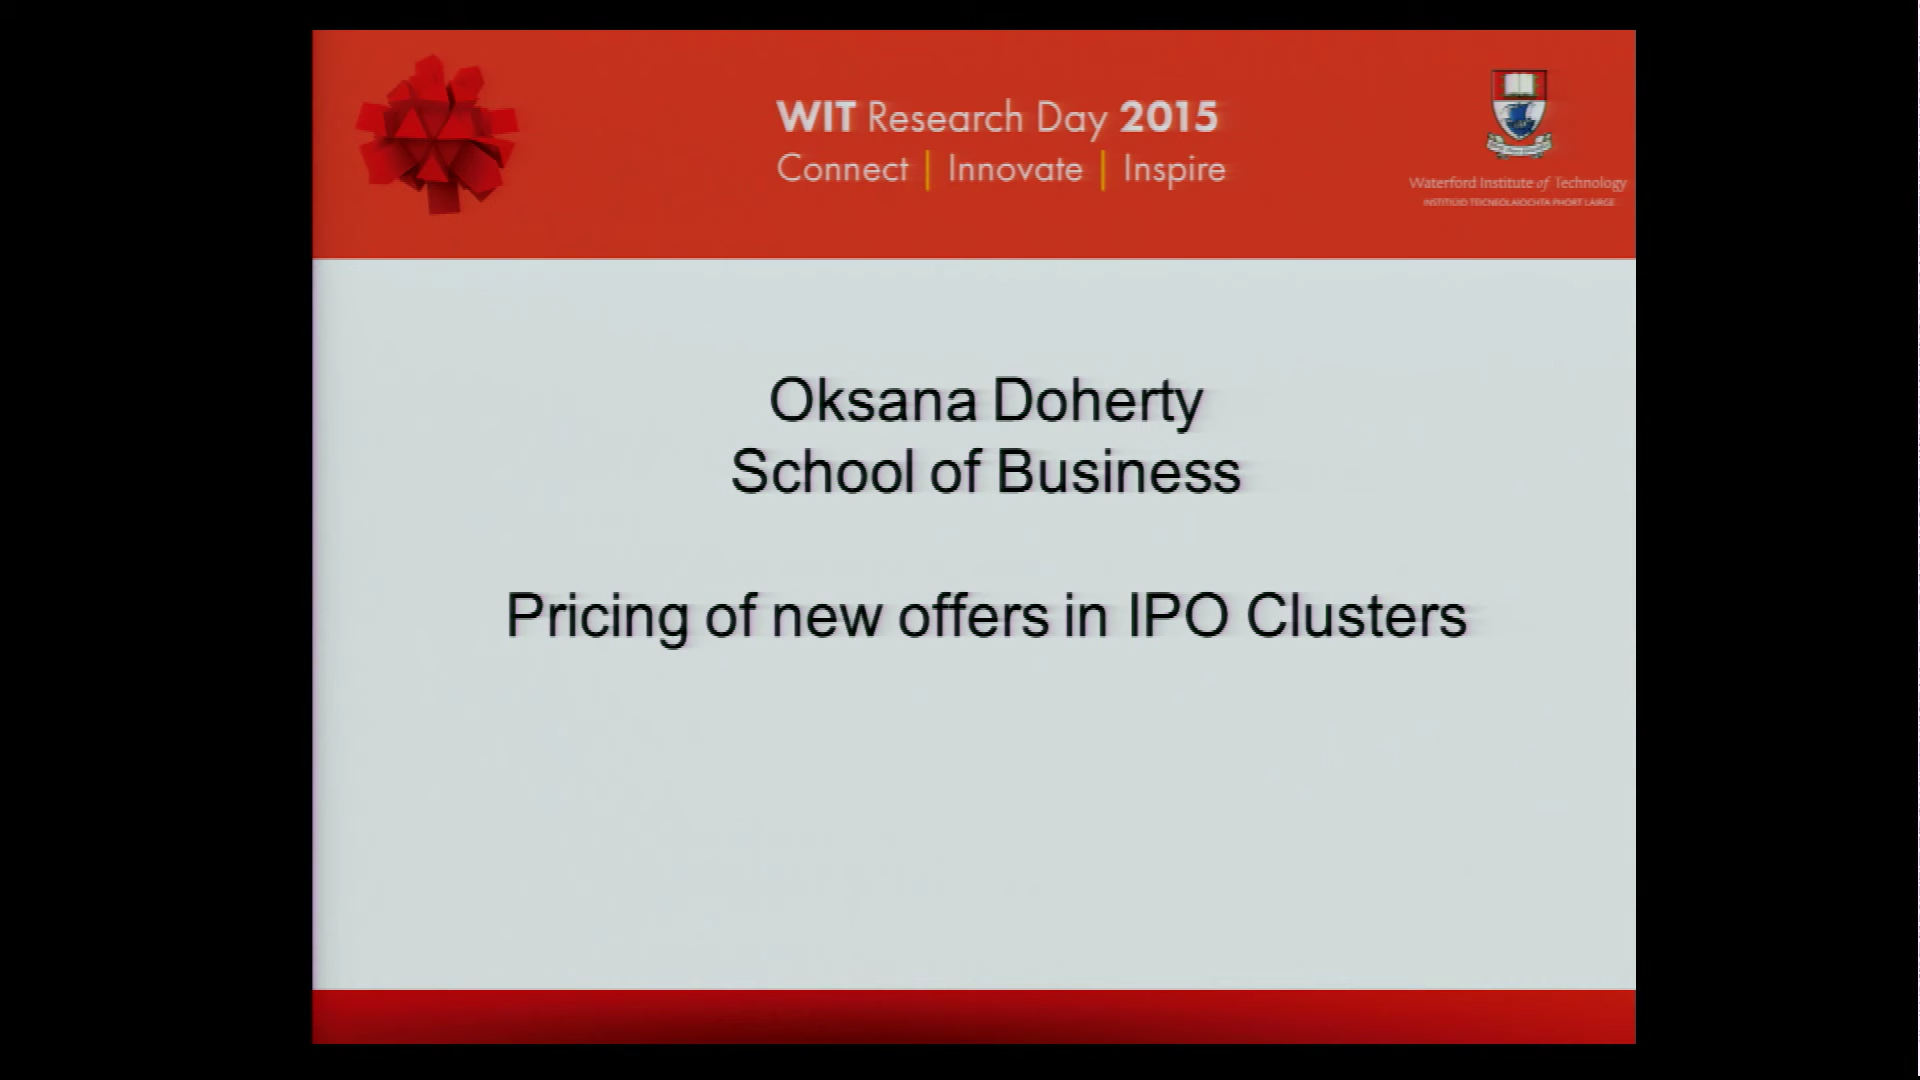 WIT Research Day 2015
Connect | Innovate | Inspire
Waterford Institute of Technology
INSTITIÚID TEICNEOLAÍOCHTA PHORT LÁIRGE
Oksana Doherty
School of Business
Pricing of new offers in IPO Clusters